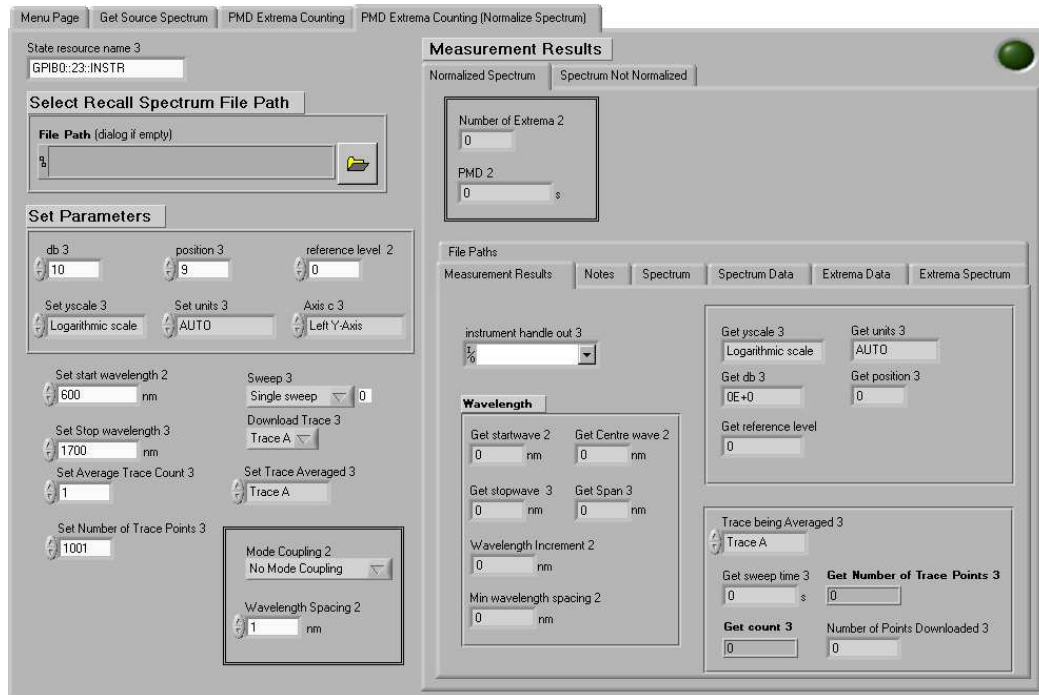 Menu Page
Get Source Spectrum
PMD Extrema Counting
PMD Extrema Counting (Normalize Spectrum)
State resource name 3
GPIB0::23::INSTR
Select Recall Spectrum File Path
File Path (dialog if empty)
Set Parameters
db 3
position 3
reference level 2
10
9
0
Set yscale 3
Set units 3
Axis c 3
Logarithmic scale
AUTO
Left Y-Axis
Set start wavelength 2
600
nm
Sweep 3
Single sweep
0
Set Stop wavelength 3
1700
nm
Download Trace 3
Trace A
Set Average Trace Count 3
1
Set Trace Averaged 3
Trace A
Set Number of Trace Points 3
1001
Mode Coupling 2
No Mode Coupling
Wavelength Spacing 2
1
nm
Measurement Results
Normalized Spectrum
Spectrum Not Normalized
Number of Extrema 2
0
PMD 2
0
s
File Paths
Measurement Results
Notes
Spectrum
Spectrum Data
Extrema Data
Extrema Spectrum
instrument handle out 3
I/O
Wavelength
Get startwave 2
Get Centre wave 2
0 nm
0 nm
Get stopwave 3
Get Span 3
0 nm
0 nm
Wavelength Increment 2
0 nm
Min wavelength spacing 2
0 nm
Get yscale 3
Get units 3
Logarithmic scale
AUTO
Get db 3
Get position 3
0E+0
0
Get reference level
0
Trace being Averaged 3
Trace A
Get sweep time 3
Get Number of Trace Points 3
0 s
0
Get count 3
Number of Points Downloaded 3
0
0